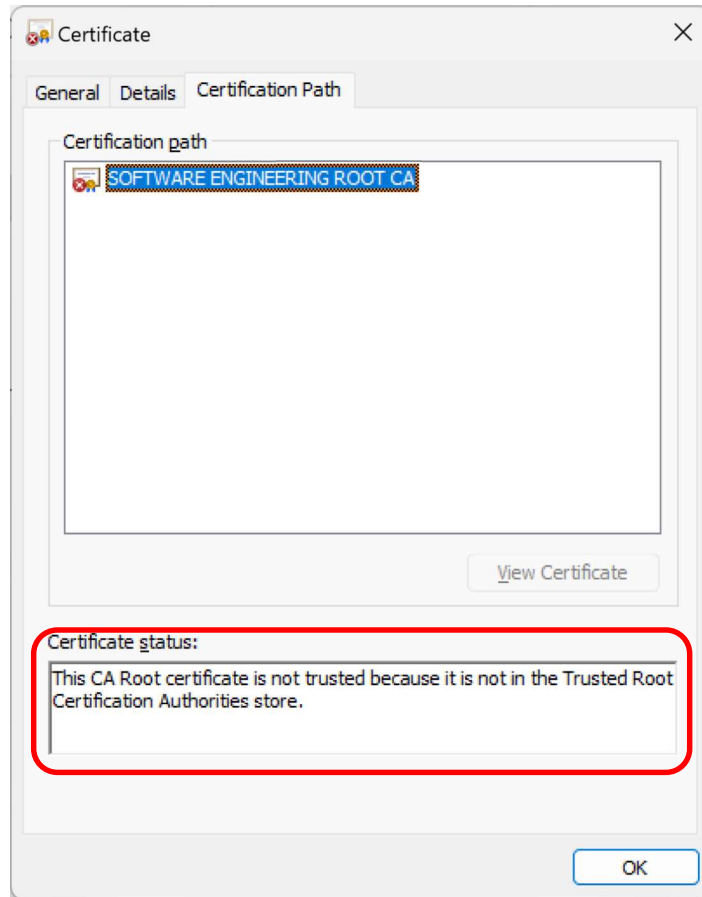 Certificate
General Details Certification Path
Certification path
SOFTWARE ENGINEERING ROOT CA
View Certificate
Certificate status:
This CA Root certificate is not trusted because it is not in the Trusted Root
Certification Authorities store.
OK